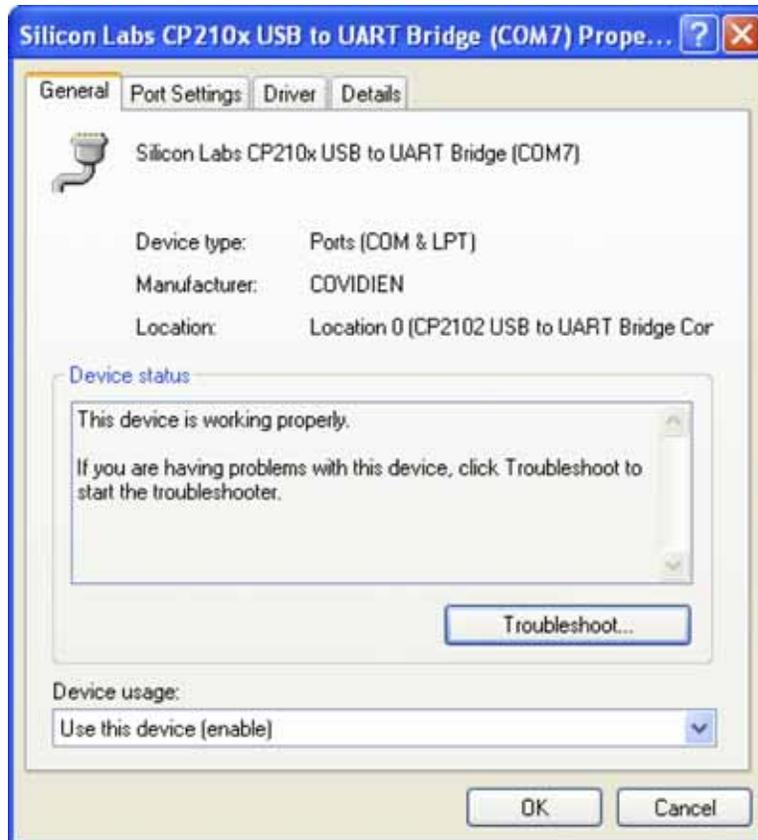 Silicon Labs CP210x USB to UART Bridge (COM7) Prope...
General Port Settings Driver Details
Silicon Labs CP210x USB to UART Bridge (COM7)
Device type: Ports (COM & LPT)
Manufacturer: COVIDIEN
Location: Location 0 (CP2102 USB to UART Bridge Cor
Device status
This device is working properly.
If you are having problems with this device, click Troubleshoot to
start the troubleshooter.
Troubleshoot...
Device usage:
Use this device (enable)
OK Cancel